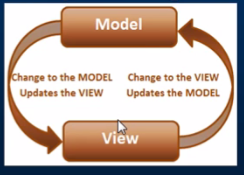 Model
Change to the MODEL
Updates the VIEW
Change to the VIEW
Updates the MODEL
View